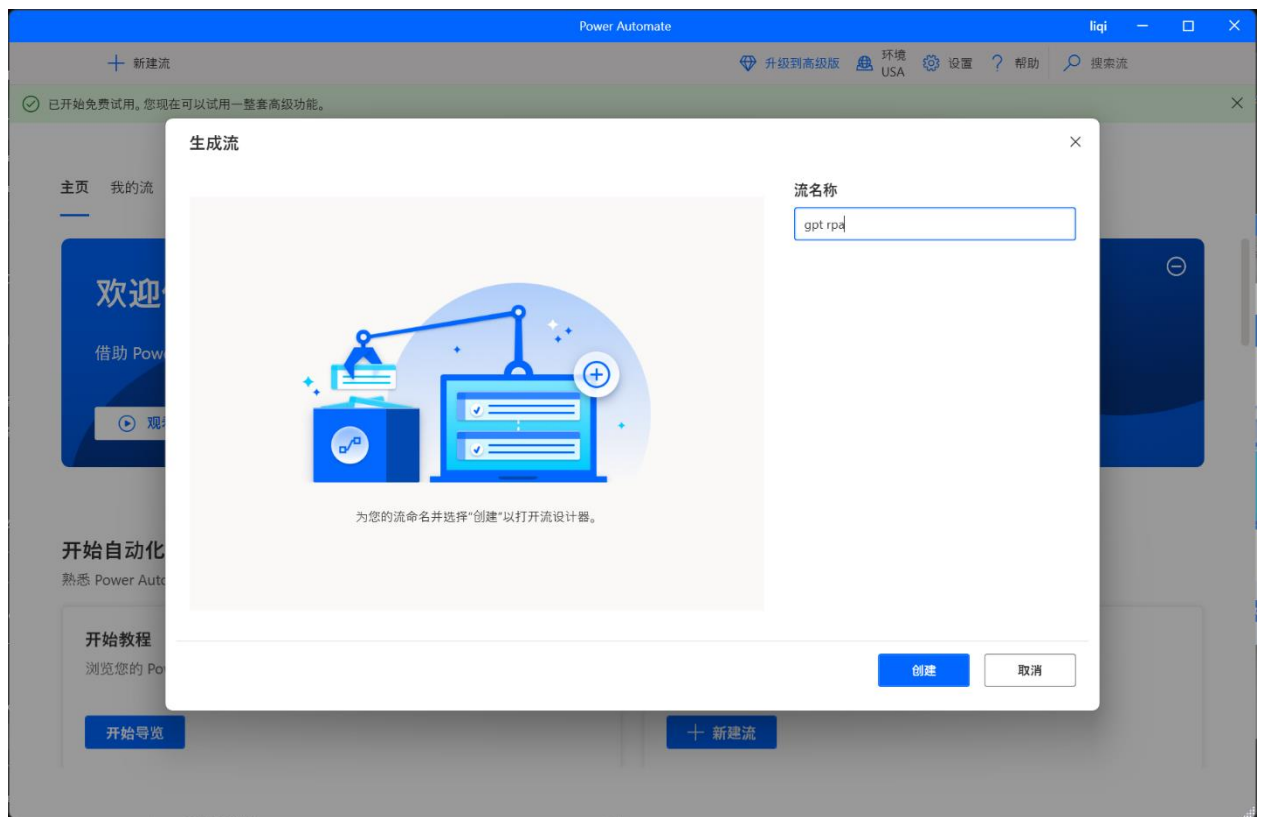 Power Automate
liqi
新建流
升级到高级版
环境
USA
设置
帮助
搜索流
已开始免费试用。您现在可以试用一整套高级功能。
生成流
主页 我的流
流名称
gpt rpa
欢迎
借助 Pow
观
为您的流命名并选择“创建”以打开流设计器。
开始自动化
熟悉 Power Auto
开始教程
浏览您的 Po
创建
取消
开始导览
新建流